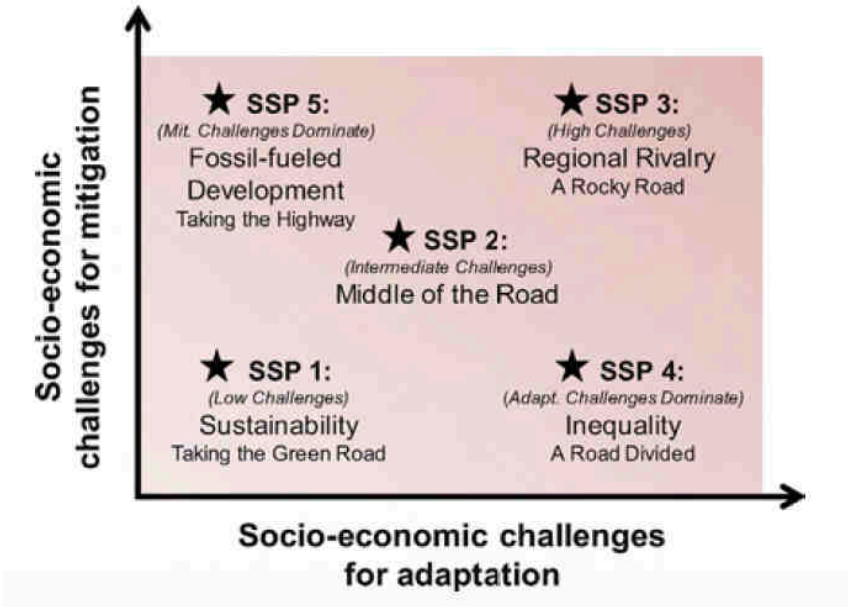 Socio-economic
challenges for mitigation
SSP 5:
(Mit. Challenges Dominate)
Fossil-fueled
Development
Taking the Highway
SSP 3:
(High Challenges)
Regional Rivalry
A Rocky Road
SSP 2:
(Intermediate Challenges)
Middle of the Road
SSP 1:
(Low Challenges)
Sustainability
Taking the Green Road
SSP 4:
(Adapt. Challenges Dominate)
Inequality
A Road Divided
Socio-economic challenges
for adaptation